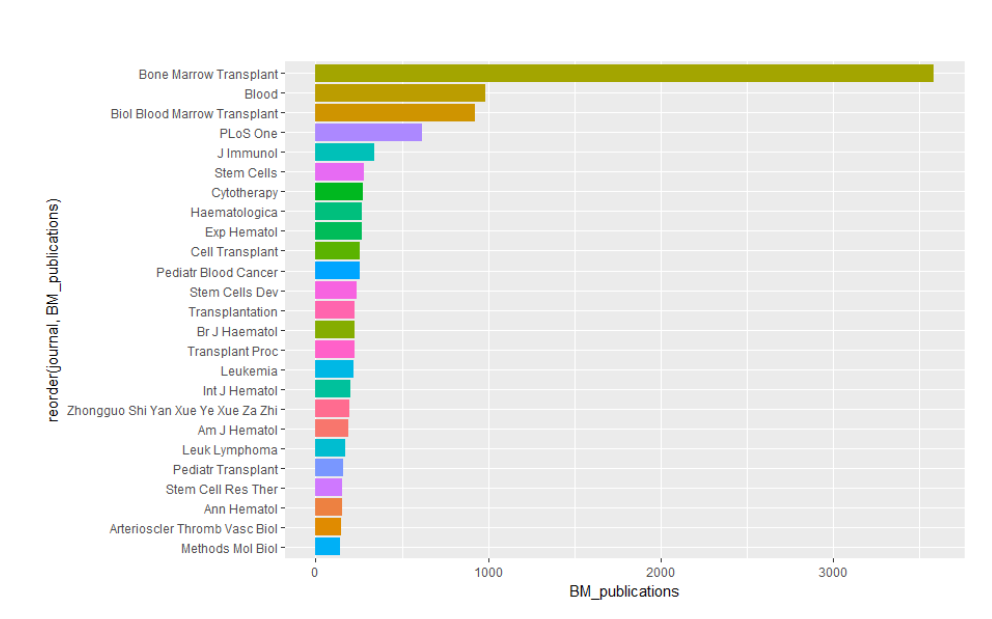 Bone Marrow Transplant
Blood
Biol Blood Marrow Transplant
PLoS One
J Immunol
Stem Cells
Cytotherapy
Haematologica
Exp Hematol
Cell Transplant
Pediatr Blood Cancer
Stem Cells Dev
Transplantation
Br J Haematol
Transplant Proc
Leukemia
Int J Hematol
Zhongguo Shi Yan Xue Ye Xue Za Zhi
Am J Hematol
Leuk Lymphoma
Pediatr Transplant
Stem Cell Res Ther
Ann Hematol
Arterioscler Thromb Vasc Biol
Methods Mol Biol
reorder(journal, BM_publications)
0 1000 2000 3000
BM_publications